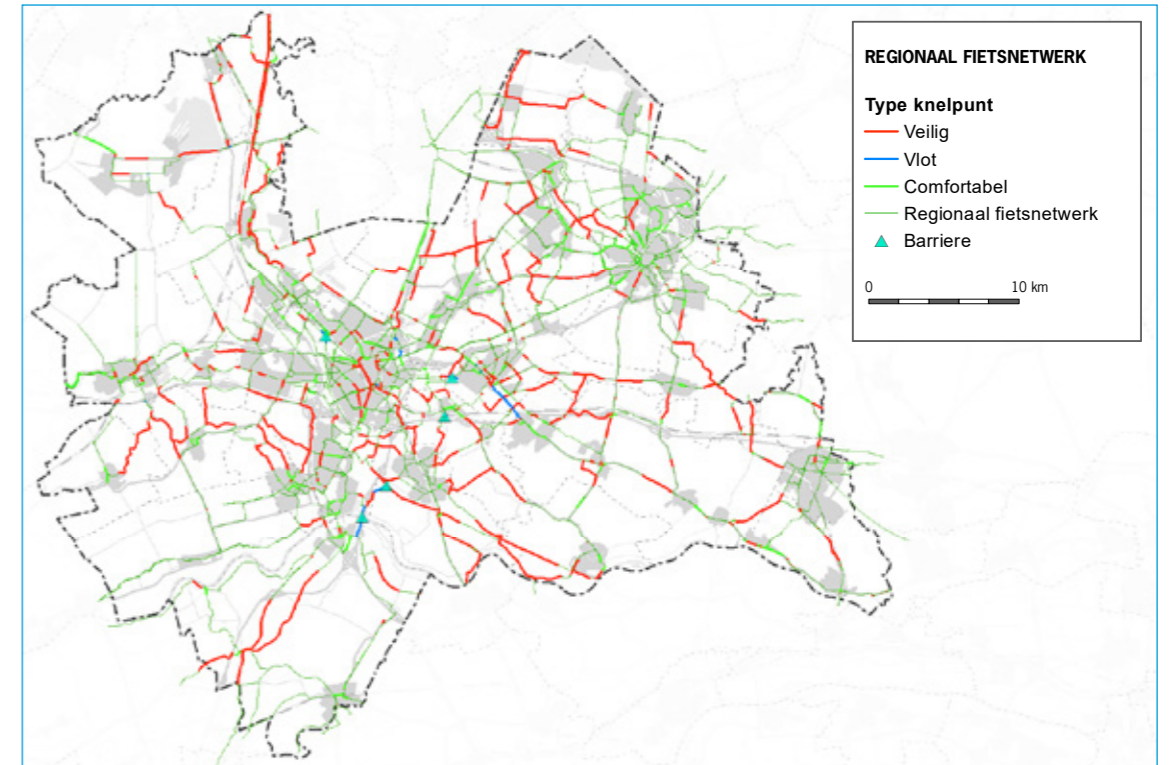 REGIONAAL FIETSNETWERK
Type knelpunt
Veilig
Vlot
Comfortabel
Regionaal fietsnetwerk
Barriere
0 10 km